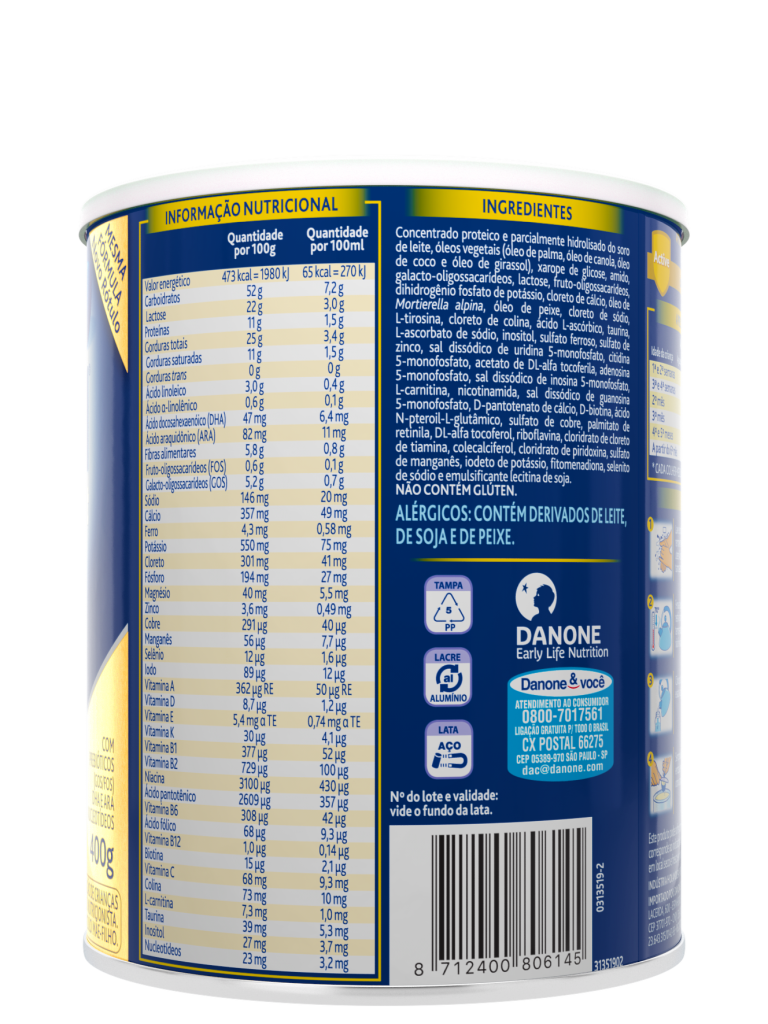 MESMA
FÓRMULA
Novo Rótulo
COM
DHA E ARA
400g
INFORMAÇÃO NUTRICIONAL
Quantidade por 100g Quantidade por 100ml
Valor energético 473 kcal = 1980 kJ 65 kcal = 270 kJ
Carboidratos 52 g 7,2 g
Lactose 22 g 3,0 g
Proteínas 11 g 1,5 g
Gorduras totais 25 g 3,4 g
Gorduras saturadas 11 g 1,5 g
Gorduras trans 0 g 0 g
Ácido linoléico 3,0 g 0,4 g
Ácido α-linolênico 0,6 g 0,1 g
Ácido docosahexaenóico (DHA) 47 mg 6,4 mg
Ácido araquidônico (ARA) 82 mg 11 mg
Fibras alimentares 5,8 g 0,8 g
Fruto-oligossacarídeos (FOS) 0,6 g 0,1 g
Galacto-oligossacarídeos (GOS) 5,2 g 0,7 g
Sódio 146 mg 20 mg
Cálcio 357 mg 49 mg
Ferro 4,3 mg 0,58 mg
Potássio 550 mg 75 mg
Cloreto 301 mg 41 mg
Fósforo 194 mg 27 mg
Magnésio 40 mg 5,5 mg
Zinco 3,6 mg 0,49 mg
Cobre 291 µg 40 µg
Manganês 56 µg 7,7 µg
Selênio 12 µg 1,6 µg
Iodo 89 µg 12 µg
Vitamina A 362 µg RE 50 µg RE
Vitamina D 8,7 µg 1,2 µg
Vitamina E 5,4 mg α TE 0,74 mg α TE
Vitamina K 30 µg 4,1 µg
Vitamina B1 377 µg 52 µg
Vitamina B2 729 µg 100 µg
Niacina 3100 µg 430 µg
Ácido pantotênico 2609 µg 357 µg
Vitamina B6 308 µg 42 µg
Ácido fólico 68 µg 9,3 µg
Vitamina B12 1,0 µg 0,14 µg
Biotina 15 µg 2,1 µg
Vitamina C 68 mg 9,3 mg
Colina 73 mg 10 mg
L-carnitina 7,3 mg 1,0 mg
Taurina 39 mg 5,3 mg
Inositol 27 mg 3,7 mg
Nucleotídeos 23 mg 3,2 mg
INGREDIENTES
Concentrado proteico e parcialmente hidrolisado do soro
de leite, óleos vegetais (óleo de palma, óleo de canola, óleo
de coco e óleo de girassol), xarope de glicose, amido,
galacto-oligossacarídeos, lactose, fruto-oligossacarídeos,
dihidrogênio fosfato de potássio, cloreto de cálcio, óleo de
Mortierella alpina, óleo de peixe, cloreto de sódio,
L-tirosina, cloreto de colina, ácido L-ascórbico, taurina,
L-ascorbato de sódio, inositol, sulfato ferroso, sulfato de
zinco, sal dissódico de uridina 5-monofosfato, citidina
5-monofosfato, acetato de DL-alfa tocoferila, adenosina
5-monofosfato, sal dissódico de inosina 5-monofosfato,
L-carnitina, nicotinamida, sal dissódico de guanosina
5-monofosfato, D-pantotenato de cálcio, D-biotina, ácido
N-pteroil-L-glutâmico, sulfato de cobre, palmitato de
retinila, DL-alfa tocoferol, riboflavina, cloridrato de cloreto
de tiamina, colecalciferol, cloridrato de piridoxina, sulfato
de manganês, iodeto de potássio, fitomenadiona, selenito
de sódio e emulsificante lecitina de soja.
NÃO CONTÉM GLÚTEN.
ALÉRGICOS: CONTÉM DERIVADOS DE LEITE,
DE SOJA E DE PEIXE.
TAMPA
5
PP
LACRE
al
ALUMÍNIO
LATA
AÇO
DANONE
Early Life Nutrition
Danone & você
ATENDIMENTO AO CONSUMIDOR
0800-7017561
LIGAÇÃO GRATUITA P/ TODO O BRASIL
CX POSTAL 66275
CEP 05389-970 SÃO PAULO - SP
dac@danone.com
Nº do lote e validade:
vide o fundo da lata.
8 712400 806145
0313519-2
31351902
1ª e 2ª semanas
3ª e 4ª semanas
2º mês
3º mês
1
2
3
4